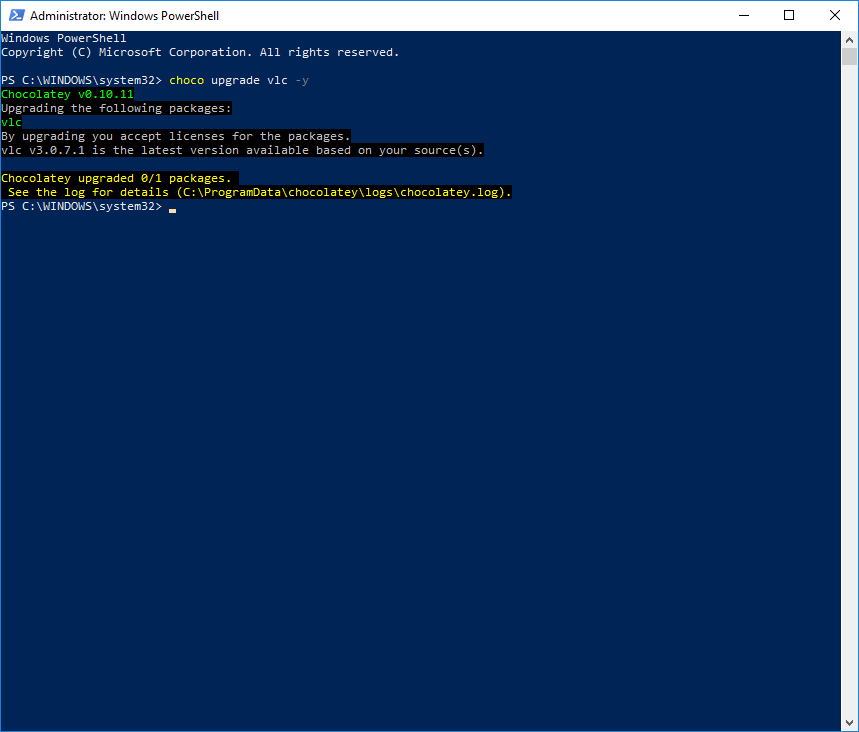 Administrator: Windows PowerShell
Windows PowerShell
Copyright (C) Microsoft Corporation. All rights reserved.
PS C:\WINDOWS\system32> choco upgrade vlc -y
Chocolatey v0.10.11
Upgrading the following packages:
vlc
By upgrading you accept licenses for the packages.
vlc v3.0.7.1 is the latest version available based on your source(s).
Chocolatey upgraded 0/1 packages.
See the log for details (C:\ProgramData\chocolatey\logs\chocolatey.log).
PS C:\WINDOWS\system32>